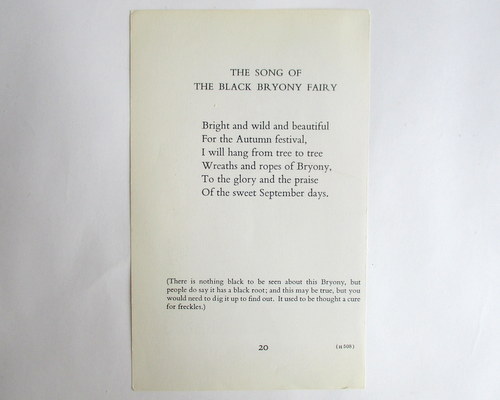 THE SONG OF
THE BLACK BRYONY FAIRY
Bright and wild and beautiful
For the Autumn festival,
I will hang from tree to tree
Wreaths and ropes of Bryony,
To the glory and the praise
Of the sweet September days.
(There is nothing black to be seen about this Bryony, but
people do say it has a black root; and this may be true, but you
would need to dig it up to find out. It used to be thought a cure
for freckles.)
20